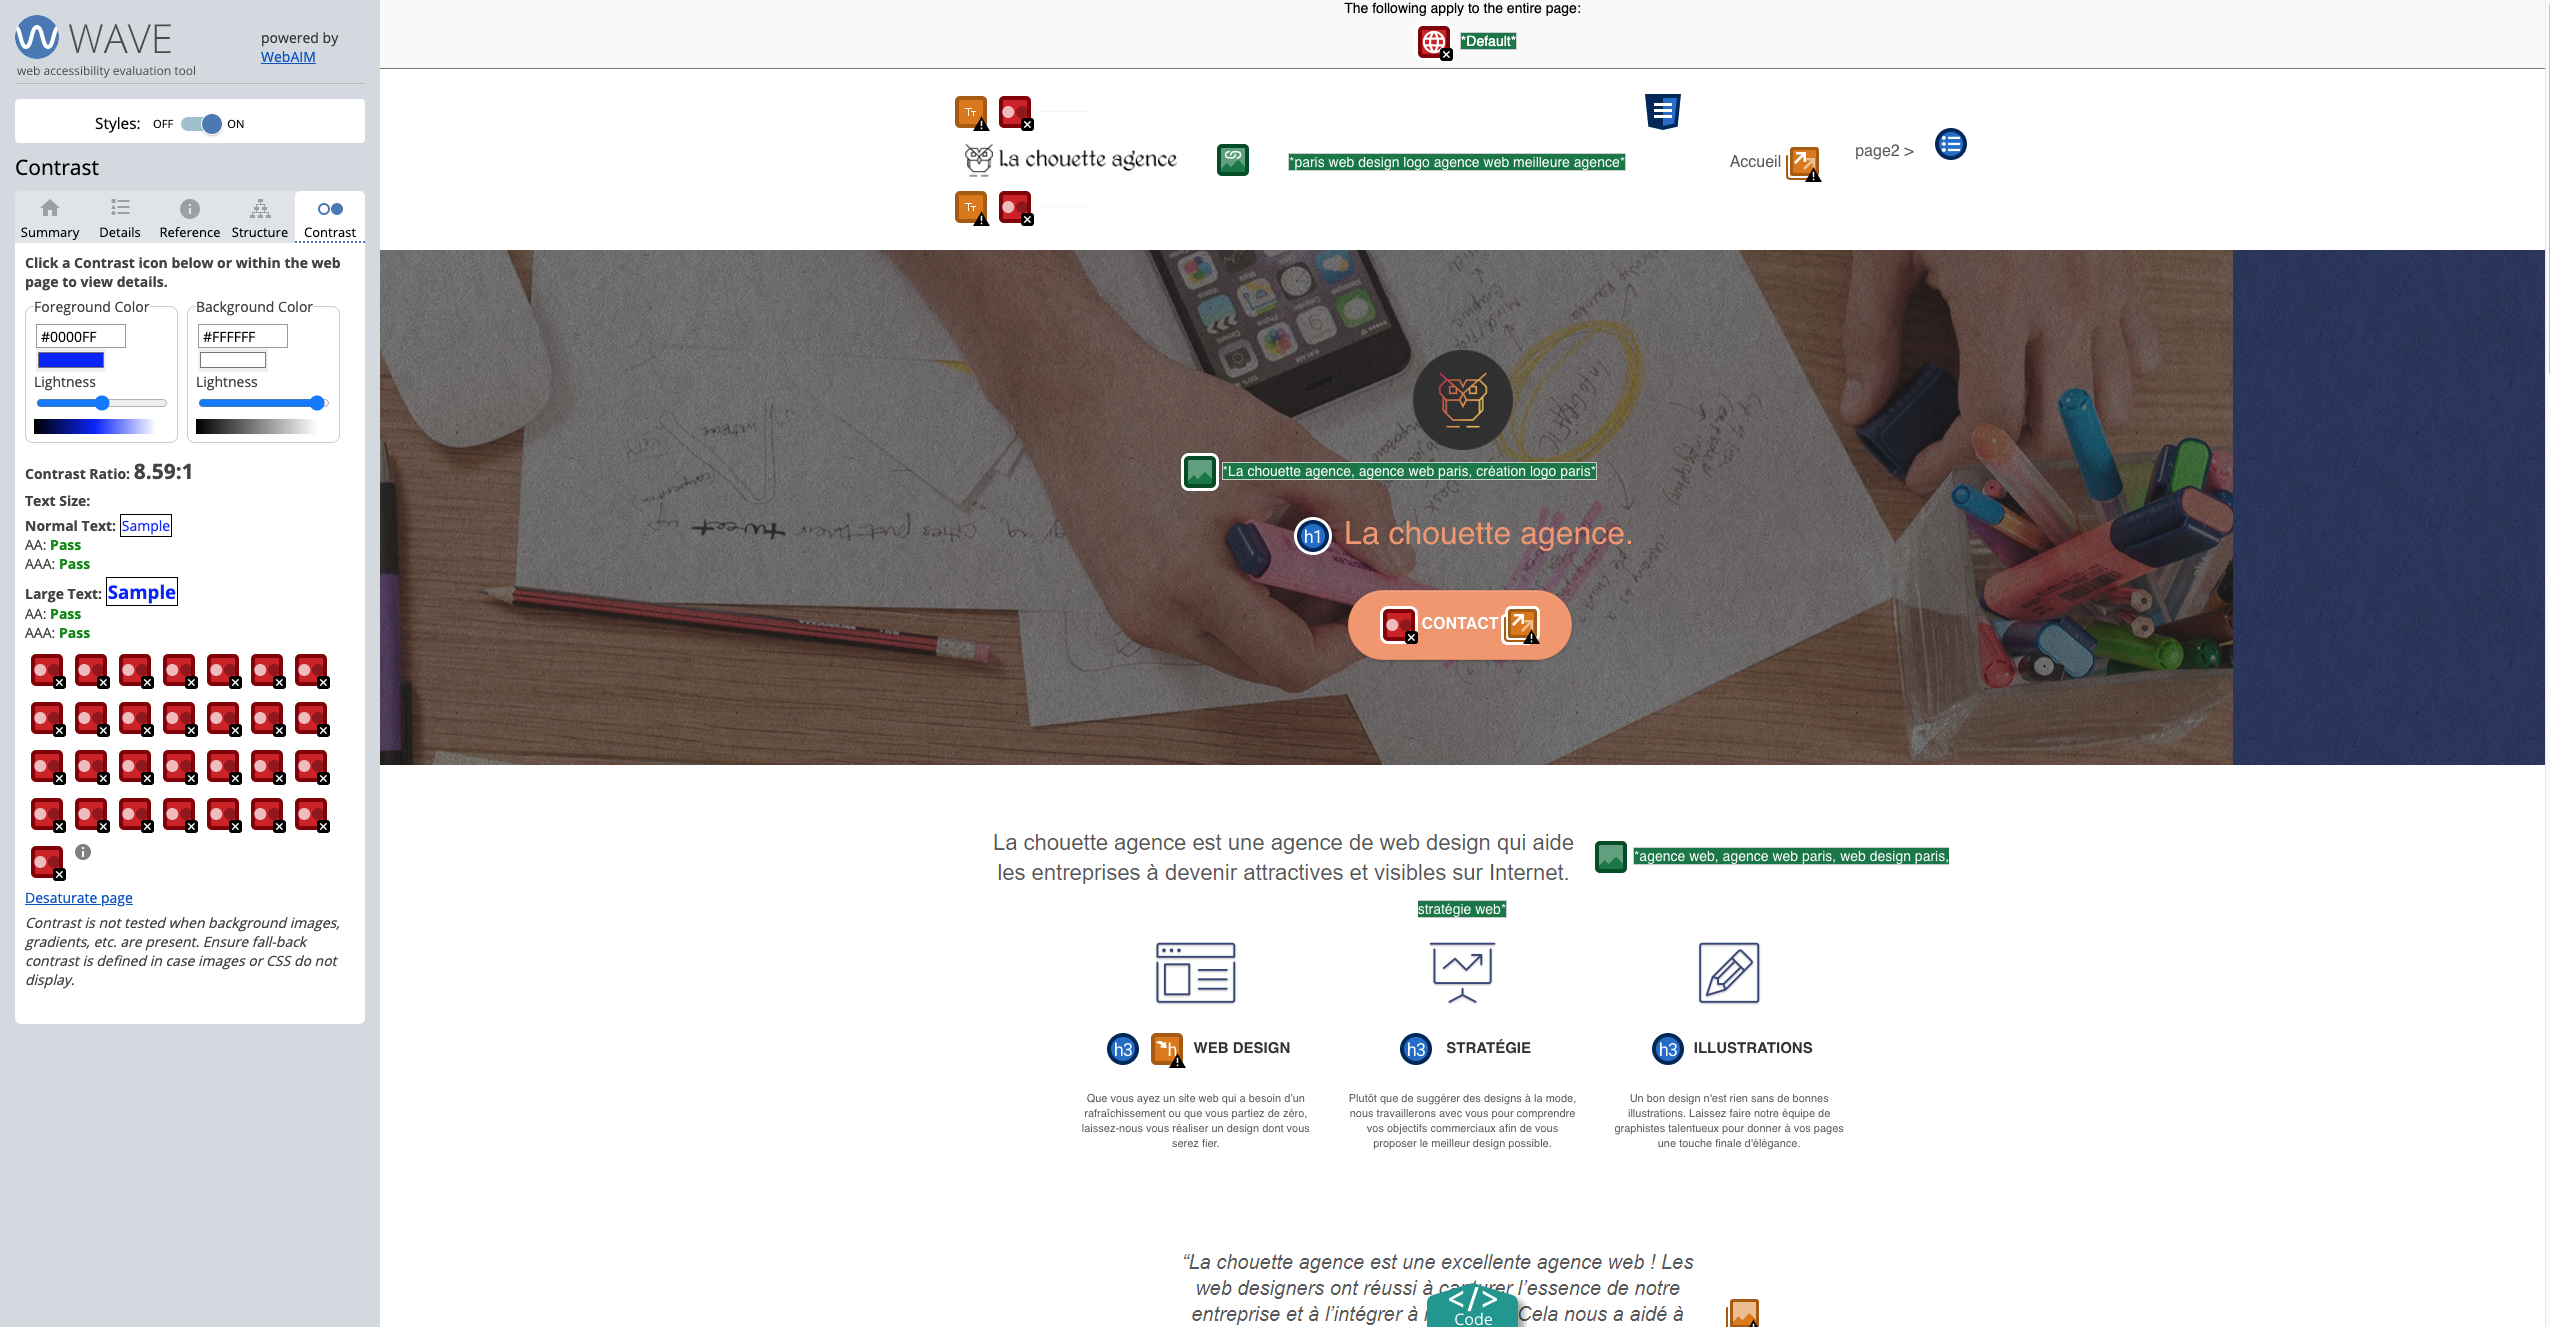 WAVE
powered by
WebAIM
web accessibility evaluation tool
Styles: OFF ON
Contrast
Summary Details Reference Structure Contrast
Click a Contrast icon below or within the web
page to view details.
Foreground Color Background Color
#0000FF #FFFFFF
Lightness Lightness
Contrast Ratio: 8.59:1
Text Size:
Normal Text: Sample
AA: Pass
AAA: Pass
Large Text: Sample
AA: Pass
AAA: Pass
Desaturate page
Contrast is not tested when background images,
gradients, etc. are present. Ensure fall-back
contrast is defined in case images or CSS do not
display.
The following apply to the entire page:
*Default*
La chouette agence
*paris web design logo agence web meilleure agence*
Accueil
page2 >
*La chouette agence, agence web paris, création logo paris*
h1 La chouette agence.
CONTACT
La chouette agence est une agence de web design qui aide
les entreprises à devenir attractives et visibles sur Internet.
*agence web, agence web paris, web design paris,
stratégie web*
h3 h WEB DESIGN
h3 STRATÉGIE
h3 ILLUSTRATIONS
Que vous ayez un site web qui a besoin d'un
rafraîchissement ou que vous partiez de zéro,
laissez-nous vous réaliser un design dont vous
serez fier.
Plutôt que de suggérer des designs à la mode,
nous travaillerons avec vous pour comprendre
vos objectifs commerciaux afin de vous
proposer le meilleur design possible.
Un bon design n'est rien sans de bonnes
illustrations. Laissez faire notre équipe de
graphistes talentueux pour donner à vos pages
une touche finale d'élégance.
“La chouette agence est une excellente agence web ! Les
web designers ont réussi à capturer l’essence de notre
entreprise et à l’intégrer à Cela nous a aidé à
</> Code